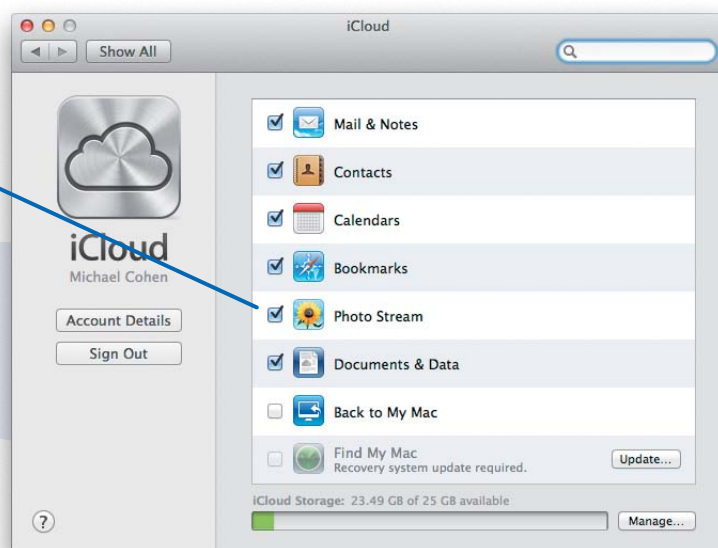 iCloud
Show All
Mail & Notes
Contacts
Calendars
iCloud
Michael Cohen
Bookmarks
Account Details
Photo Stream
Sign Out
Documents & Data
Back to My Mac
Find My Mac
Recovery system update required.
Update...
iCloud Storage: 23.49 GB of 25 GB available
?
Manage...